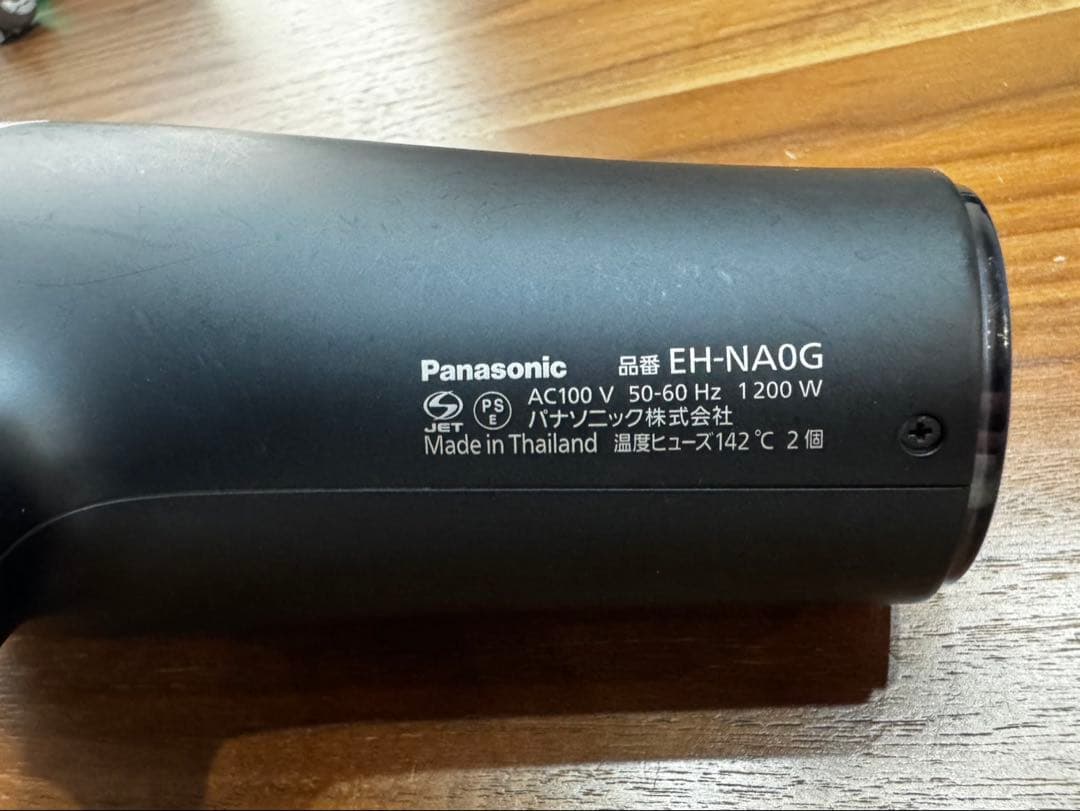 Panasonic 品番 EH-NA0G
JET PS E AC100 V 50-60 Hz 1200 W
パナソニック株式会社
Made in Thailand 温度ヒューズ142℃ 2個